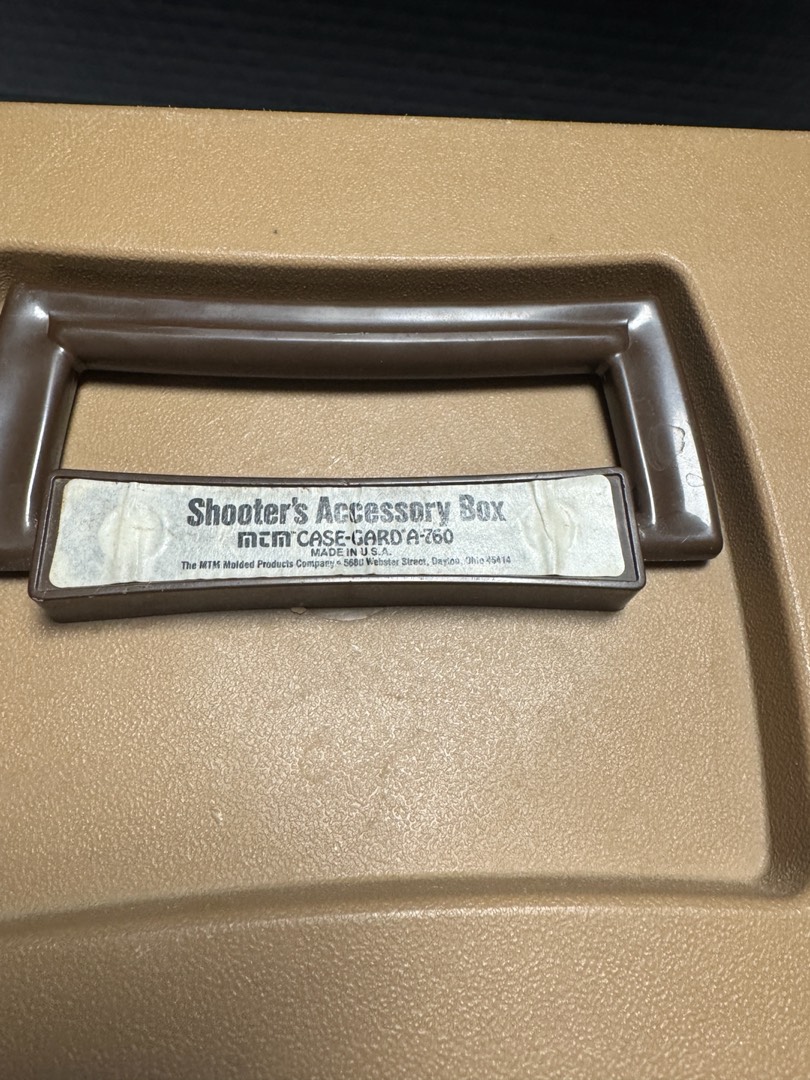 Shooter's Accessory Box
mtm CASE-GARD A-760
MADE IN U.S.A.
The MTM Molded Products Company • 5680 Webster Street, Dayton, Ohio 45414